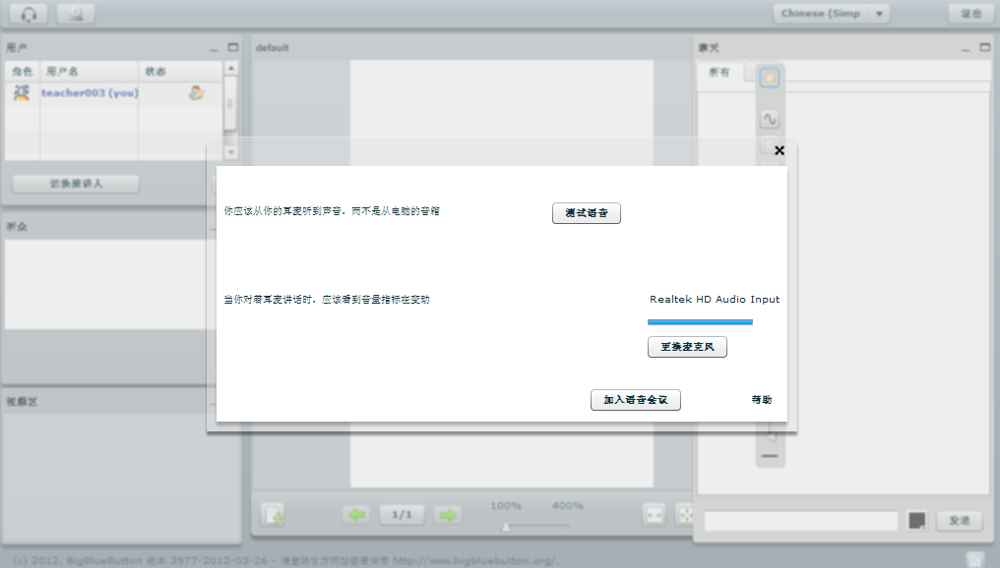 Chinese (Simp
退出
用户
default
聊天
角色 用户名 状态
所有
teacher003 (you)
切换演讲人
听众
你应该从你的耳麦听到声音，而不是从电脑的音箱
测试语音
当你对着耳麦讲话时，应该看到音量指标在变动
Realtek HD Audio Input
更换麦克风
加入语音会议
帮助
视频区
100% 400%
1/1
发送
(c) 2012, BigBlueButton 版本 3977-2012-03-26 - 请登陆官方网站查看详情 http://www.bigbluebutton.org/.